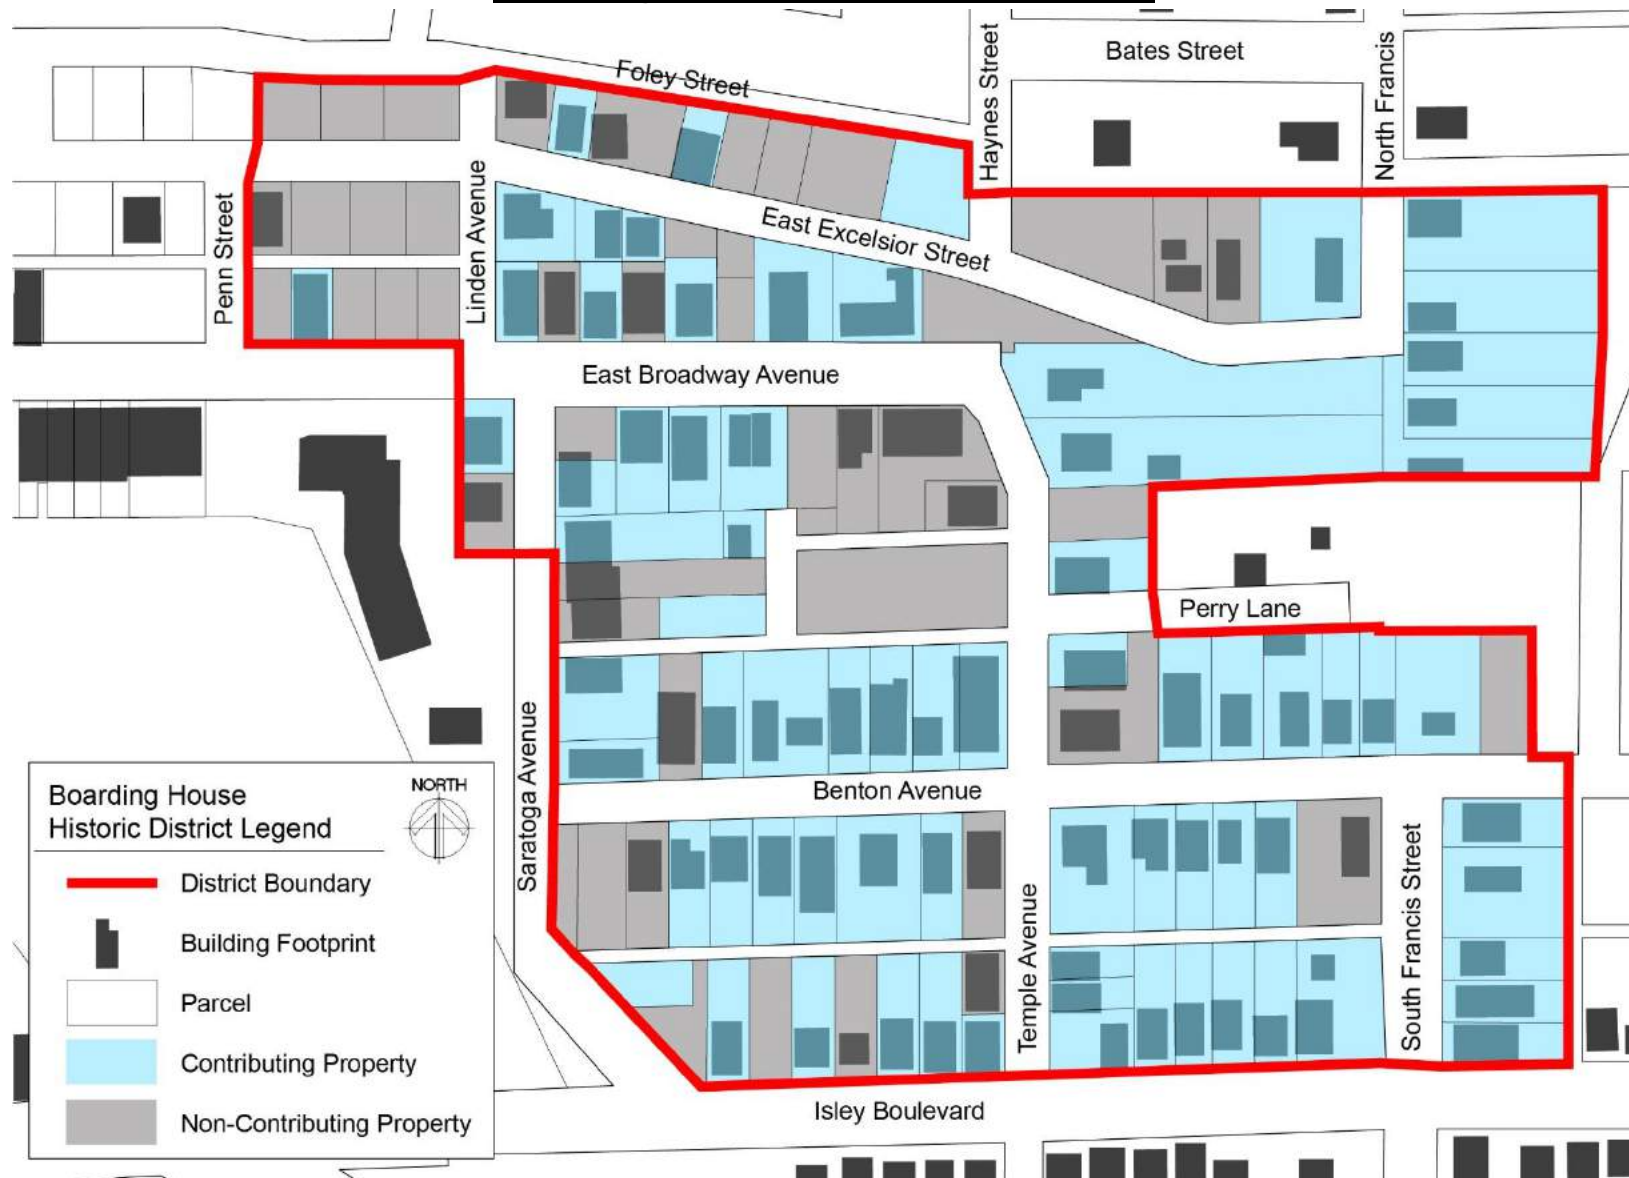 Foley Street
Haynes Street
Bates Street
North Francis
Penn Street
Linden Avenue
East Excelsior Street
East Broadway Avenue
Perry Lane
Saratoga Avenue
Benton Avenue
Temple Avenue
South Francis Street
Isley Boulevard
Boarding House
Historic District Legend
NORTH
District Boundary
Building Footprint
Parcel
Contributing Property
Non-Contributing Property